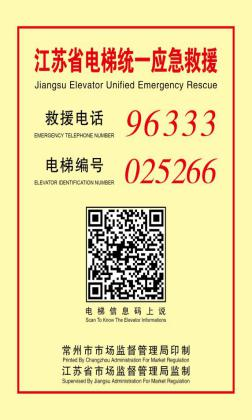 江苏省电梯统一应急救援
Jiangsu Elevator Unified Emergency Rescue
救援电话 96333
EMERGENCY TELEPHONE NUMBER
电梯编号 025266
ELEVATOR IDENTIFICATION NUMBER
电梯信息码上说
Scan To Know The Elevator Informations
常州市市场监督管理局印制
Printed By Changzhou Administration For Market Regulation
江苏省市场监督管理局监制
Supervised By Jiangsu Administration For Market Regulation